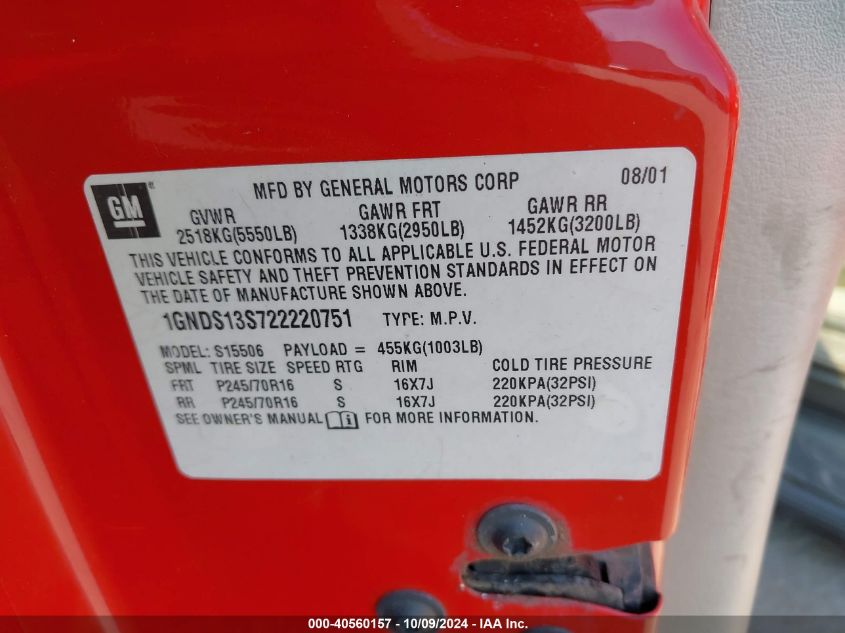 GM
MFD BY GENERAL MOTORS CORP 08/01
GVWR GAWR FRT GAWR RR
2518KG(5550LB) 1338KG(2950LB) 1452KG(3200LB)
THIS VEHICLE CONFORMS TO ALL APPLICABLE U.S. FEDERAL MOTOR
VEHICLE SAFETY AND THEFT PREVENTION STANDARDS IN EFFECT ON
THE DATE OF MANUFACTURE SHOWN ABOVE.
1GNDS13S722220751 TYPE: M.P.V.
MODEL: S15506 PAYLOAD = 455KG(1003LB)
SPML TIRE SIZE SPEED RTG RIM COLD TIRE PRESSURE
FRT P245/70R16 S 16X7J 220KPA(32PSI)
RR P245/70R16 S 16X7J 220KPA(32PSI)
SEE OWNER'S MANUAL FOR MORE INFORMATION.
000-40560157 - 10/09/2024 - IAA Inc.